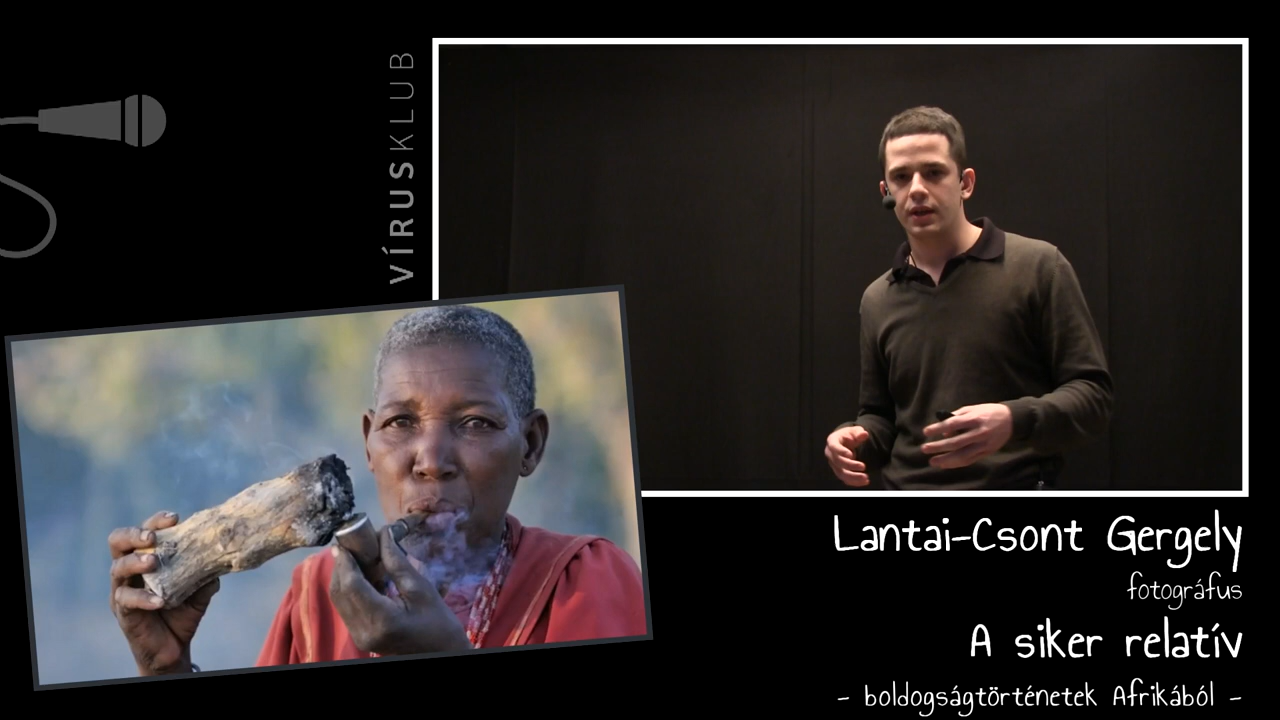 VÍRUSKLUB
Lantai-Csont Gergely
fotográfus
A siker relatív
- boldogságtörténetek Afrikából -